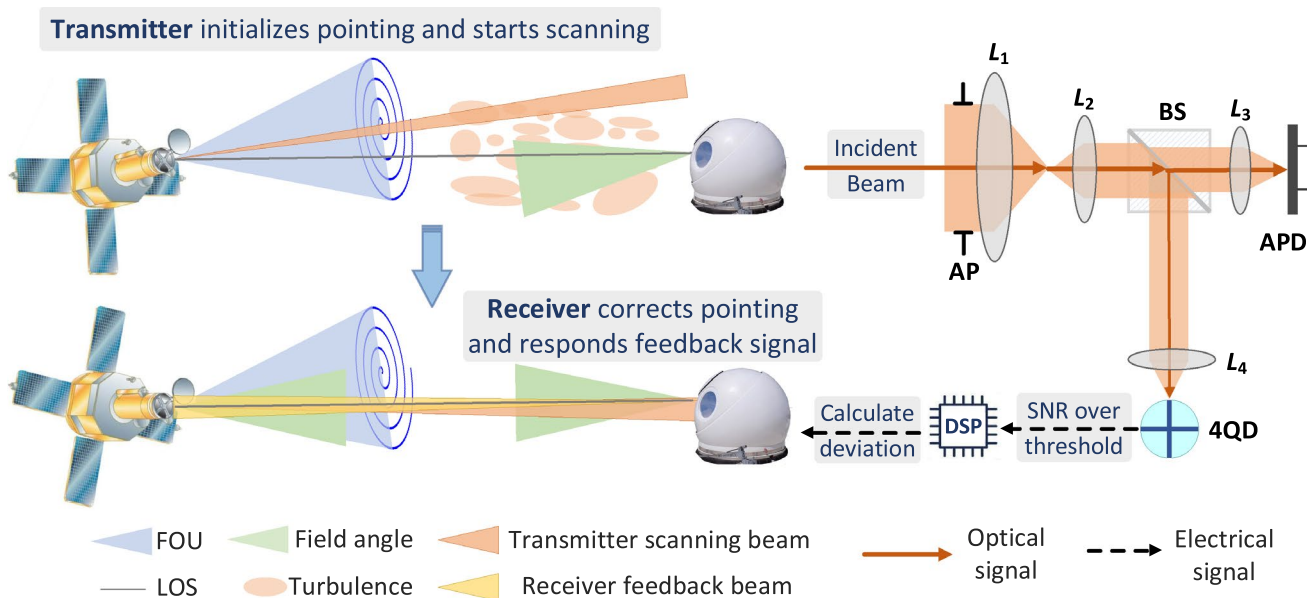 Transmitter initializes pointing and starts scanning
L1
L2
BS
L3
Incident
Beam
AP
APD
Receiver corrects pointing
and responds feedback signal
L4
Calculate
deviation
DSP
SNR over
threshold
4QD
FOU
Field angle
Transmitter scanning beam
Optical
signal
Electrical
signal
LOS
Turbulence
Receiver feedback beam